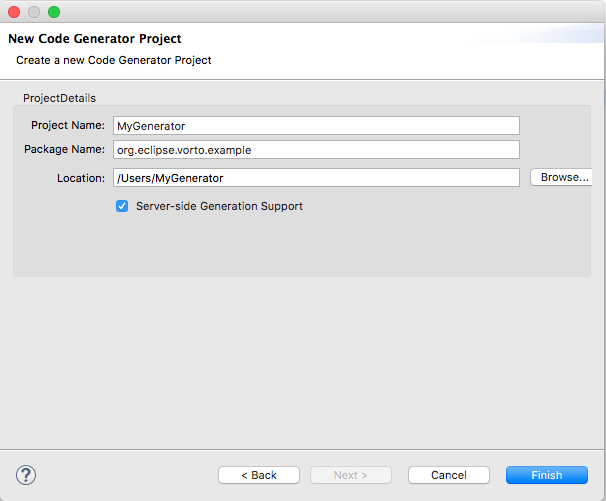 New Code Generator Project
Create a new Code Generator Project
ProjectDetails
Project Name: MyGenerator
Package Name: org.eclipse.vorto.example
Location: /Users/MyGenerator Browse...
Server-side Generation Support
? < Back Next > Cancel Finish